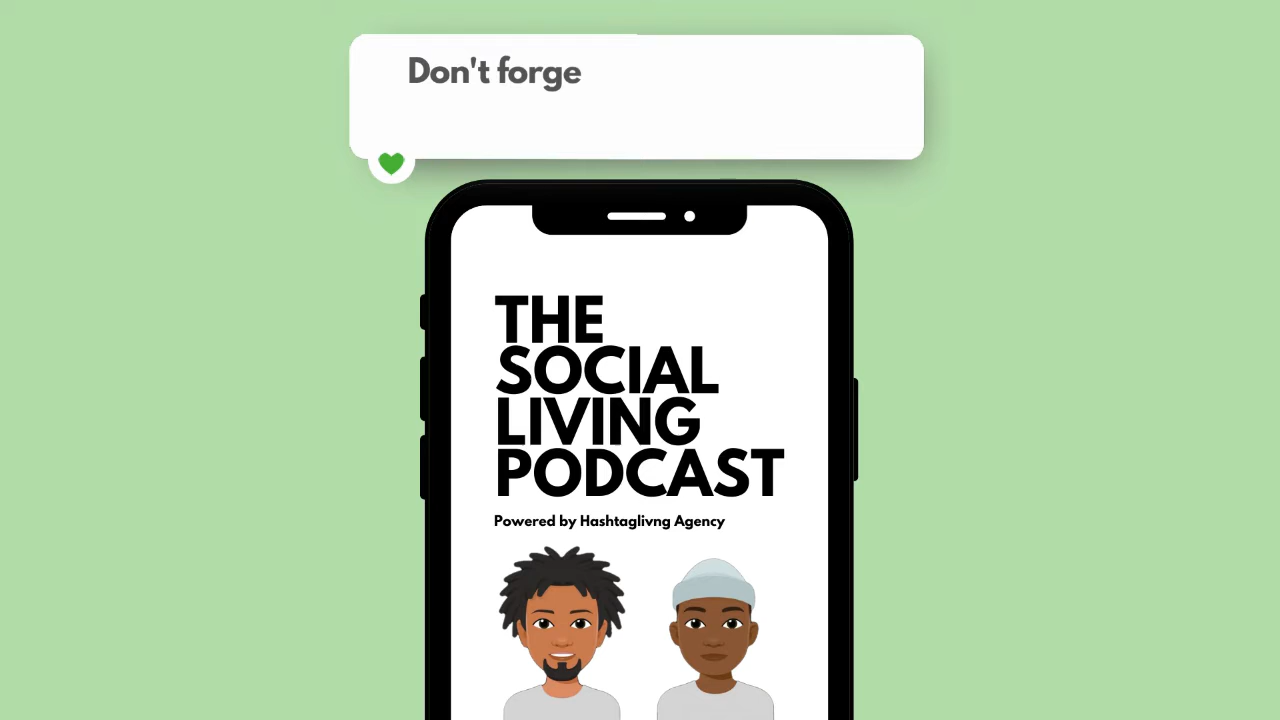 Don't forge
THE
SOCIAL
LIVING
PODCAST
Powered by Hashtaglivng Agency